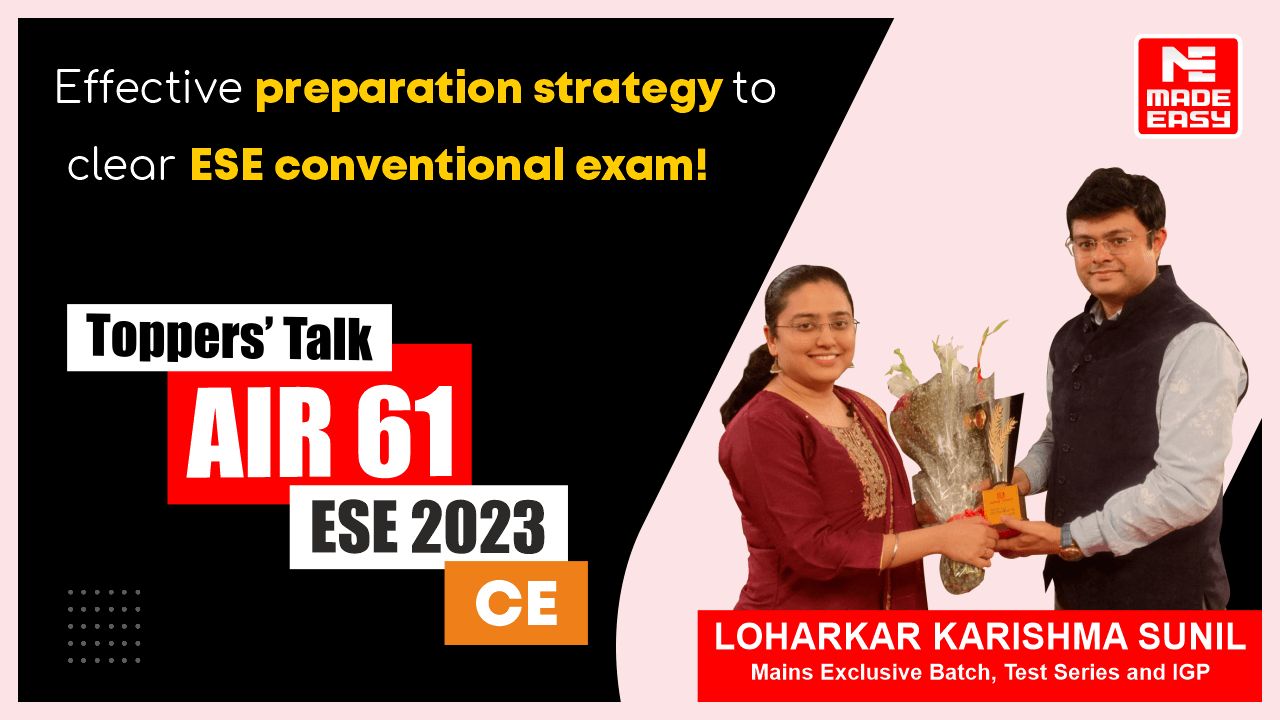 Effective preparation strategy to
clear ESE conventional exam!
ME
MADE
EASY
Toppers’ Talk
AIR 61
ESE 2023
CE
LOHARKAR KARISHMA SUNIL
Mains Exclusive Batch, Test Series and IGP